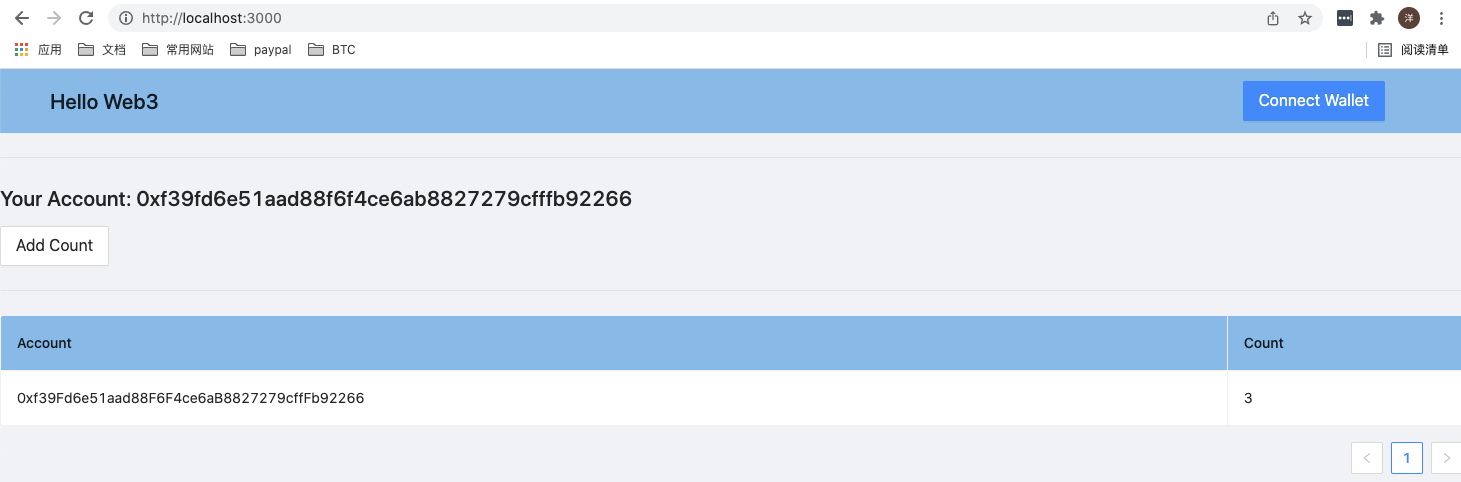 http://localhost:3000
应用 文档 常用网站 paypal BTC 阅读清单
Hello Web3 Connect Wallet
Your Account: 0xf39fd6e51aad88f6f4ce6ab8827279cfffb92266
Add Count
Account Count
0xf39Fd6e51aad88F6F4ce6aB8827279cffFb92266 3
1